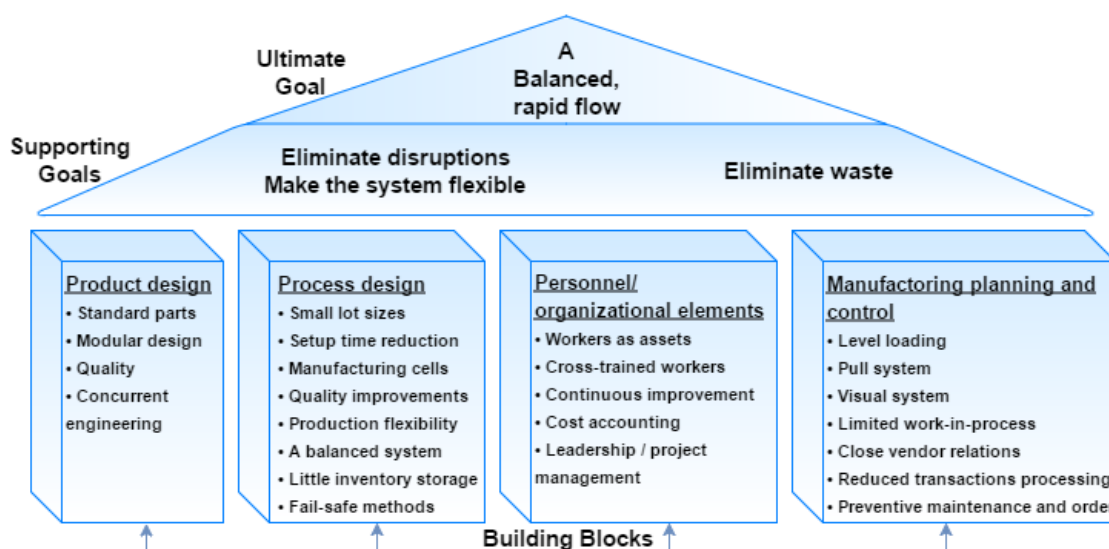 Ultimate
Goal
A
Balanced,
rapid flow
Supporting
Goals
Eliminate disruptions
Make the system flexible
Eliminate waste
Product design
• Standard parts
• Modular design
• Quality
• Concurrent
engineering
Process design
• Small lot sizes
• Setup time reduction
• Manufacturing cells
• Quality improvements
• Production flexibility
• A balanced system
• Little inventory storage
• Fail-safe methods
Personnel/
organizational elements
• Workers as assets
• Cross-trained workers
• Continuous improvement
• Cost accounting
• Leadership / project
management
Manufactoring planning and
control
• Level loading
• Pull system
• Visual system
• Limited work-in-process
• Close vendor relations
• Reduced transactions processing
• Preventive maintenance and orde
Building Blocks